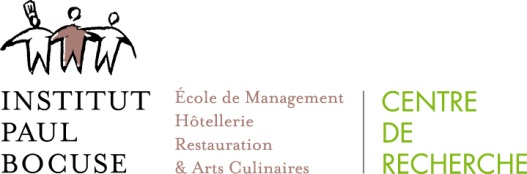 INSTITUT
PAUL
BOCUSE
École de Management
Hôtellerie
Restauration
& Arts Culinaires
CENTRE
DE
RECHERCHE